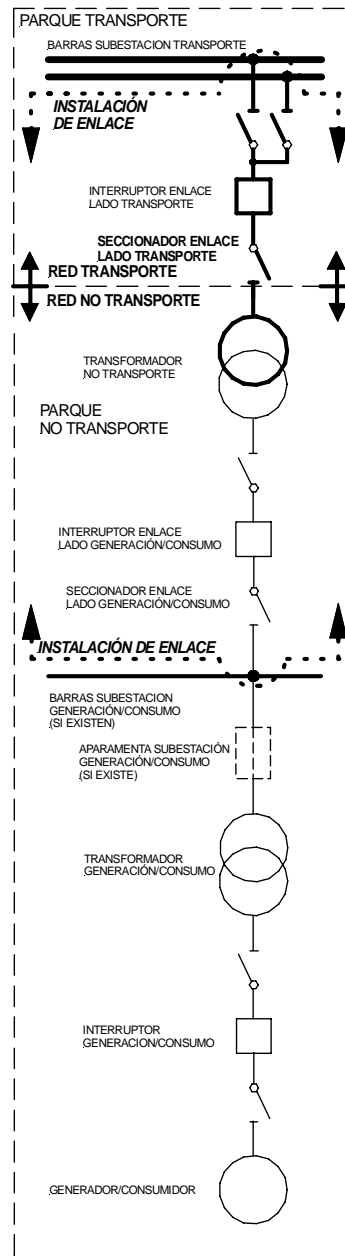 PARQUE TRANSPORTE
BARRAS SUBESTACION TRANSPORTE
INSTALACIÓN
DE ENLACE
INTERRUPTOR ENLACE
LADO TRANSPORTE
SECCIONADOR ENLACE
LADO TRANSPORTE
RED TRANSPORTE
RED NO TRANSPORTE
TRANSFORMADOR
NO TRANSPORTE
PARQUE
NO TRANSPORTE
INTERRUPTOR ENLACE
LADO GENERACIÓN/CONSUMO
SECCIONADOR ENLACE
LADO GENERACIÓN/CONSUMO
INSTALACIÓN DE ENLACE
BARRAS SUBESTACION
GENERACIÓN/CONSUMO
(SI EXISTEN)
APARAMENTA SUBESTACIÓN
GENERACIÓN/CONSUMO
(SI EXISTE)
TRANSFORMADOR
GENERACIÓN/CONSUMO
INTERRUPTOR
GENERACION/CONSUMO
GENERADOR/CONSUMIDOR